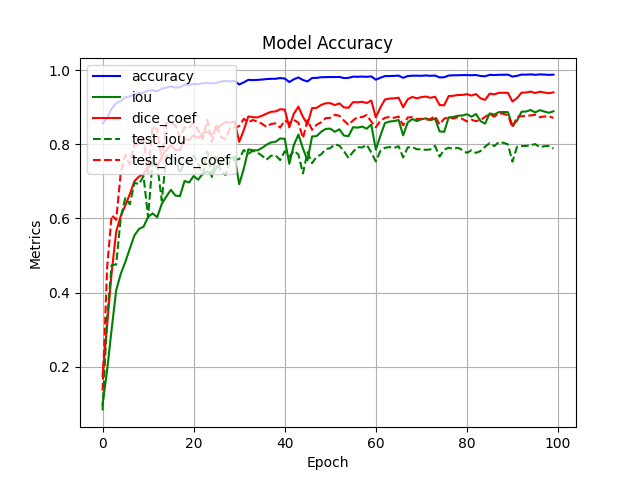 Model Accuracy
accuracy
iou
dice_coef
test_iou
test_dice_coef
1.0
0.8
0.6
0.4
0.2
Metrics
0 20 40 60 80 100
Epoch